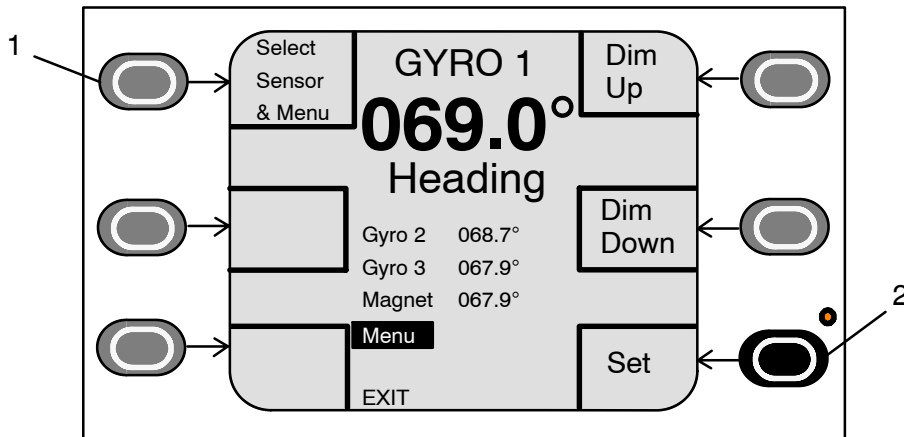 1
Select
Sensor
& Menu
GYRO 1
069.0°
Heading
Dim
Up
Gyro 2 068.7°
Gyro 3 067.9°
Magnet 067.9°
Menu
EXIT
Dim
Down
Set
2